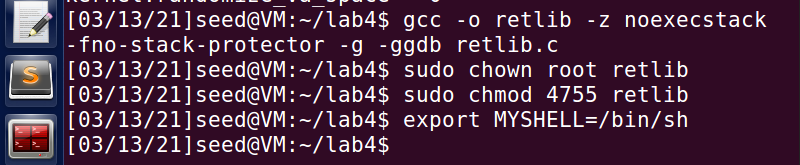 [03/13/21]seed@VM:~/lab4$ gcc -o retlib -z noexecstack
-fno-stack-protector -g -ggdb retlib.c
[03/13/21]seed@VM:~/lab4$ sudo chown root retlib
[03/13/21]seed@VM:~/lab4$ sudo chmod 4755 retlib
[03/13/21]seed@VM:~/lab4$ export MYSHELL=/bin/sh
[03/13/21]seed@VM:~/lab4$